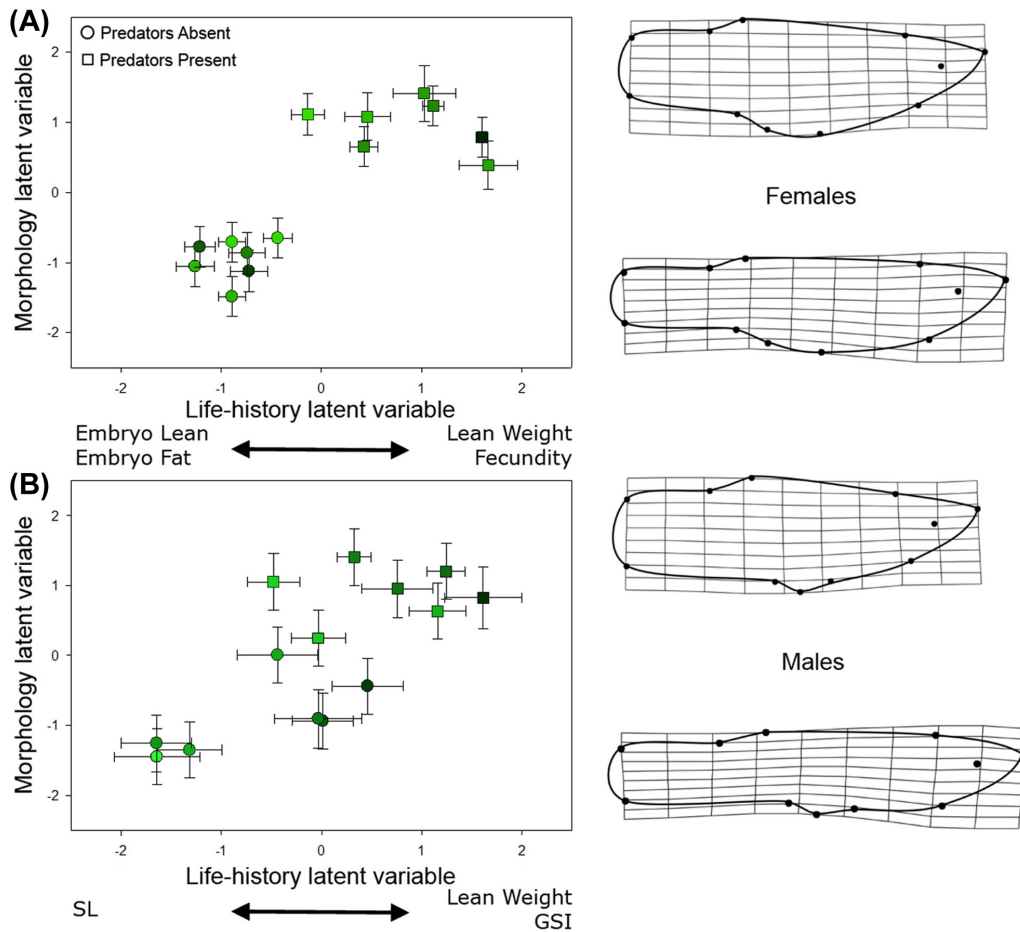 (A)
Predators Absent
Predators Present
Morphology latent variable
2
1
0
-1
-2
-2 -1 0 1 2
Life-history latent variable
Embryo Lean
Embryo Fat
Lean Weight
Fecundity
Females
(B)
Morphology latent variable
2
1
0
-1
-2
-2 -1 0 1 2
Life-history latent variable
SL
Lean Weight
GSI
Males